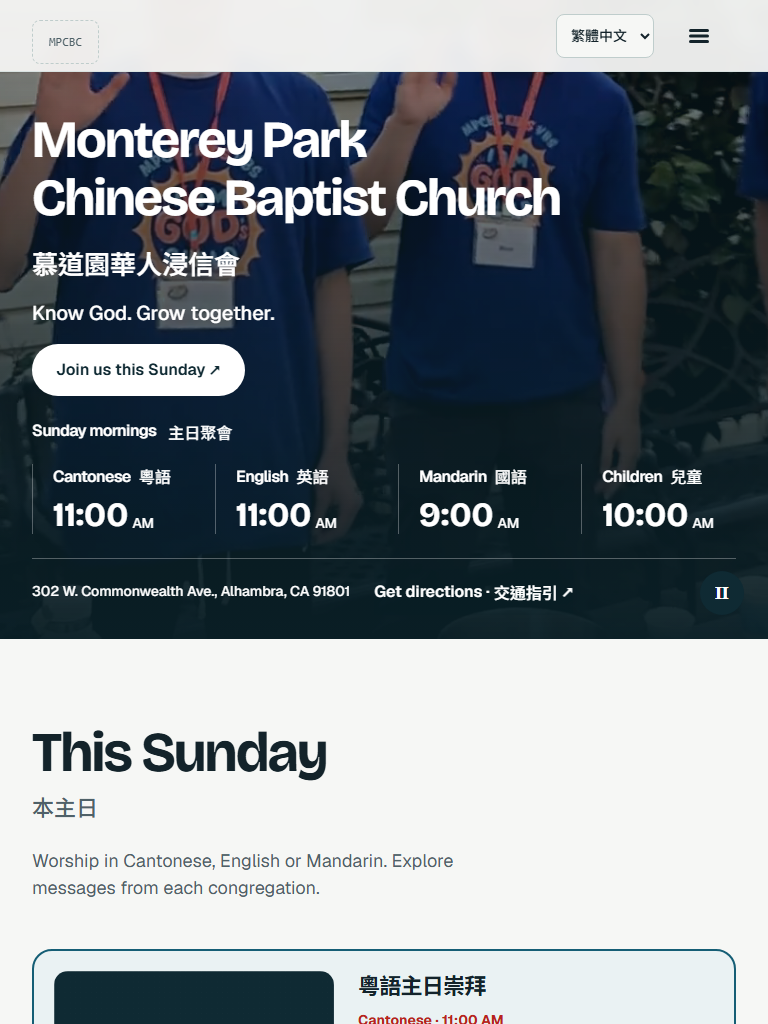 MPCBC
繁體中文
Monterey Park
Chinese Baptist Church
慕道園華人浸信會
Know God. Grow together.
Join us this Sunday ↗
Sunday mornings 主日聚會
Cantonese 粵語
11:00 AM
English 英語
11:00 AM
Mandarin 國語
9:00 AM
Children 兒童
10:00 AM
302 W. Commonwealth Ave., Alhambra, CA 91801
Get directions · 交通指引 ↗
This Sunday
本主日
Worship in Cantonese, English or Mandarin. Explore
messages from each congregation.
粵語主日崇拜
Cantonese · 11:00 AM